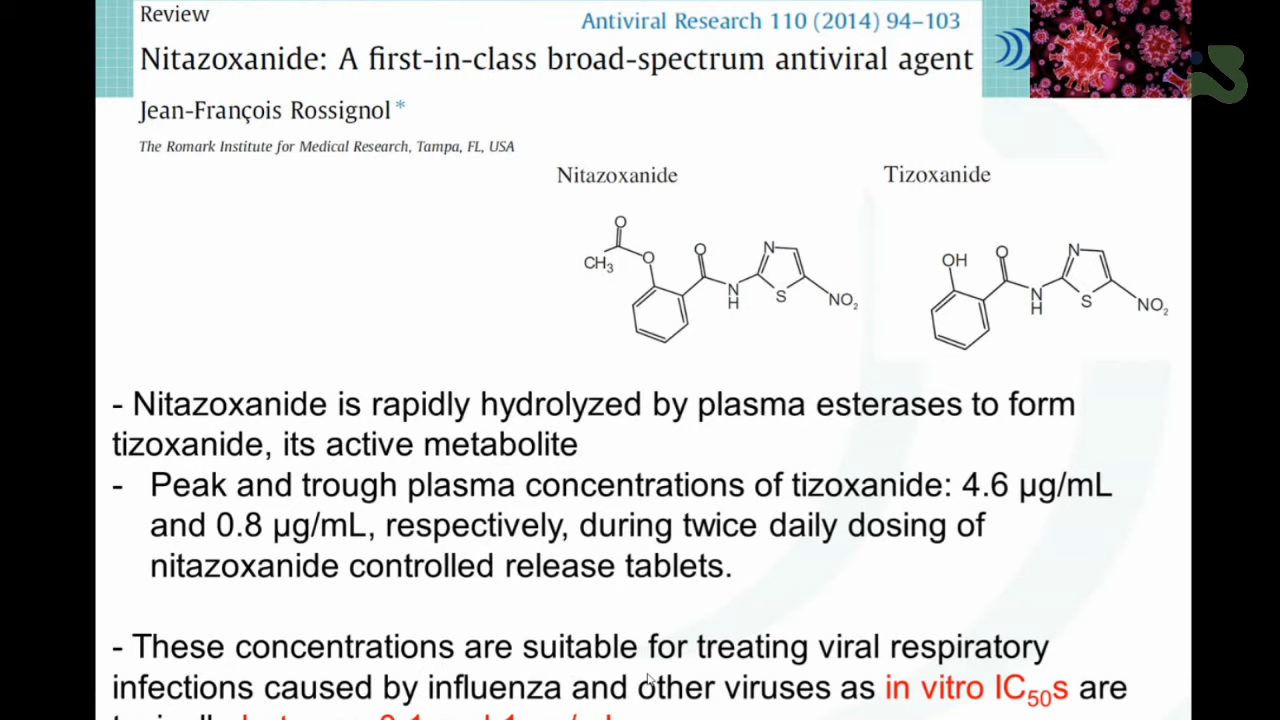 Review
Antiviral Research 110 (2014) 94–103
Nitazoxanide: A first-in-class broad-spectrum antiviral agent
Jean-François Rossignol *
The Romark Institute for Medical Research, Tampa, FL, USA
Nitazoxanide
Tizoxanide
O
CH3
O
O
N
H
N
S
NO2
OH
O
N
H
N
S
NO2
- Nitazoxanide is rapidly hydrolyzed by plasma esterases to form
tizoxanide, its active metabolite
- Peak and trough plasma concentrations of tizoxanide: 4.6 µg/mL
and 0.8 µg/mL, respectively, during twice daily dosing of
nitazoxanide controlled release tablets.
- These concentrations are suitable for treating viral respiratory
infections caused by influenza and other viruses as in vitro IC50s are